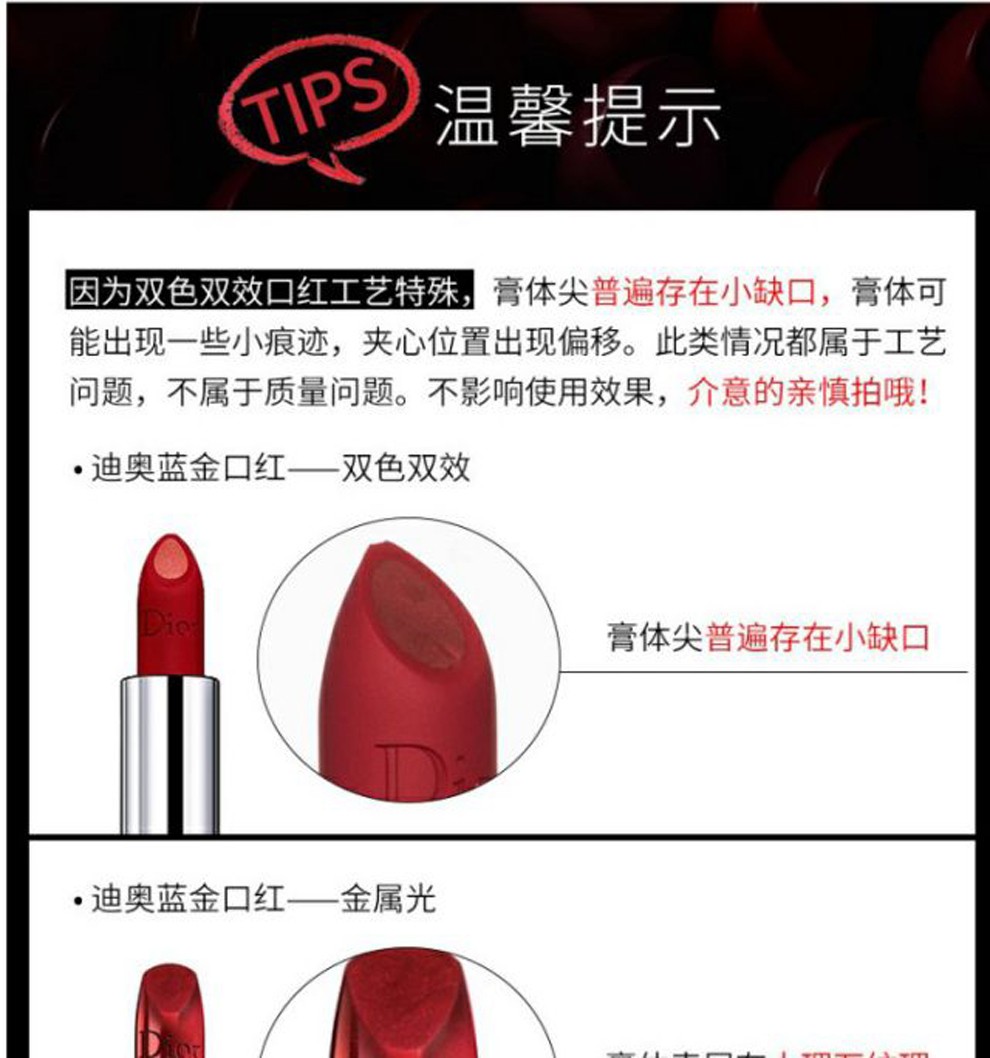 TIPS 温馨提示
因为双色双效口红工艺特殊，膏体尖普遍存在小缺口，膏体可
能出现一些小痕迹，夹心位置出现偏移。此类情况都属于工艺
问题，不属于质量问题。不影响使用效果，介意的亲慎拍哦！
• 迪奥蓝金口红——双色双效
Dior
膏体尖普遍存在小缺口
Di
• 迪奥蓝金口红——金属光
Dior